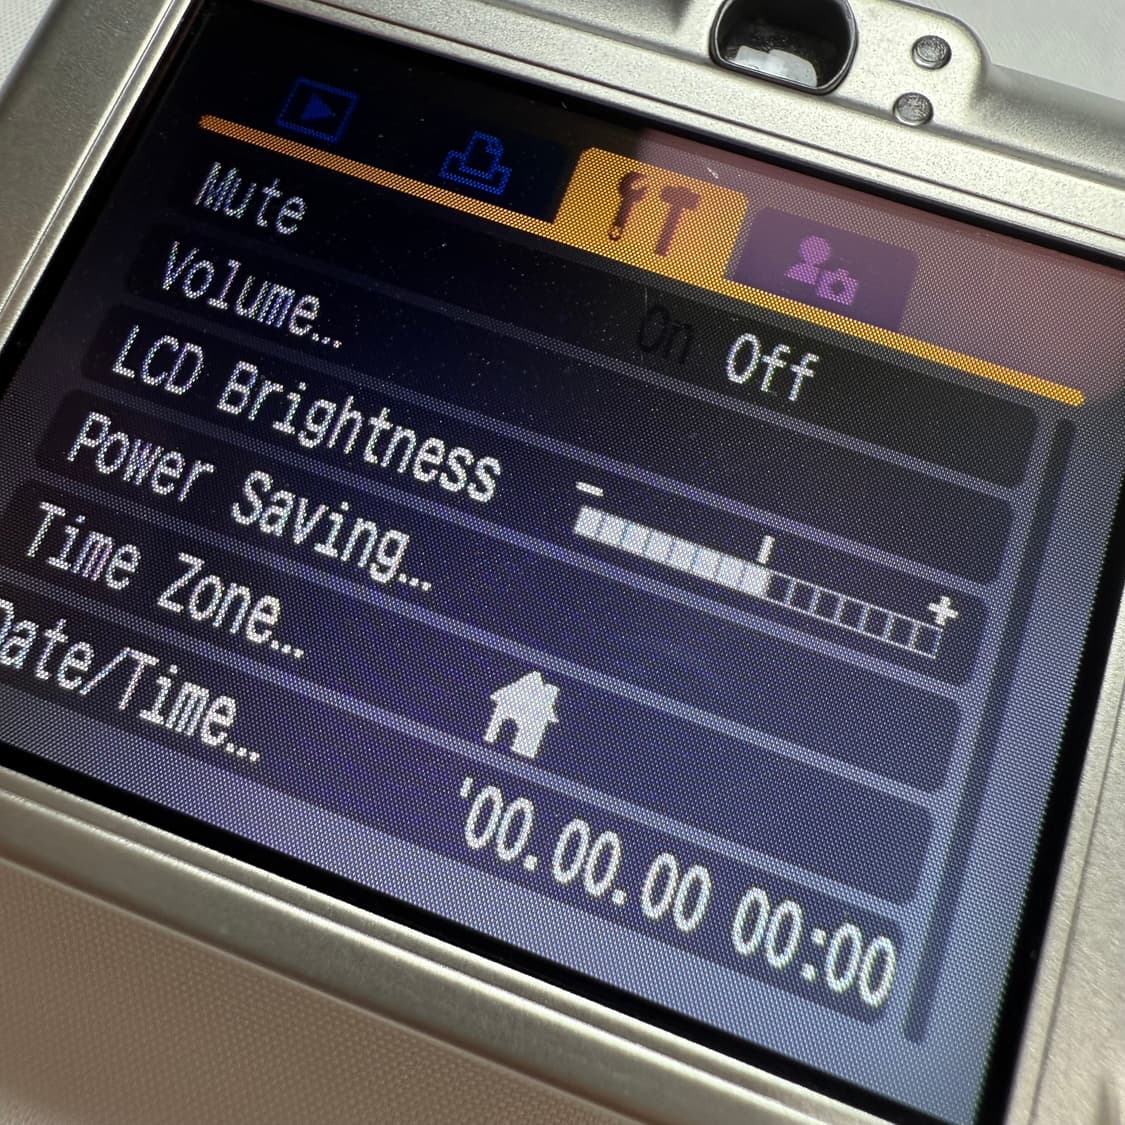 Mute On Off
Volume...
LCD Brightness - +
Power Saving...
Time Zone...
Date/Time... '00.00.00 00:00